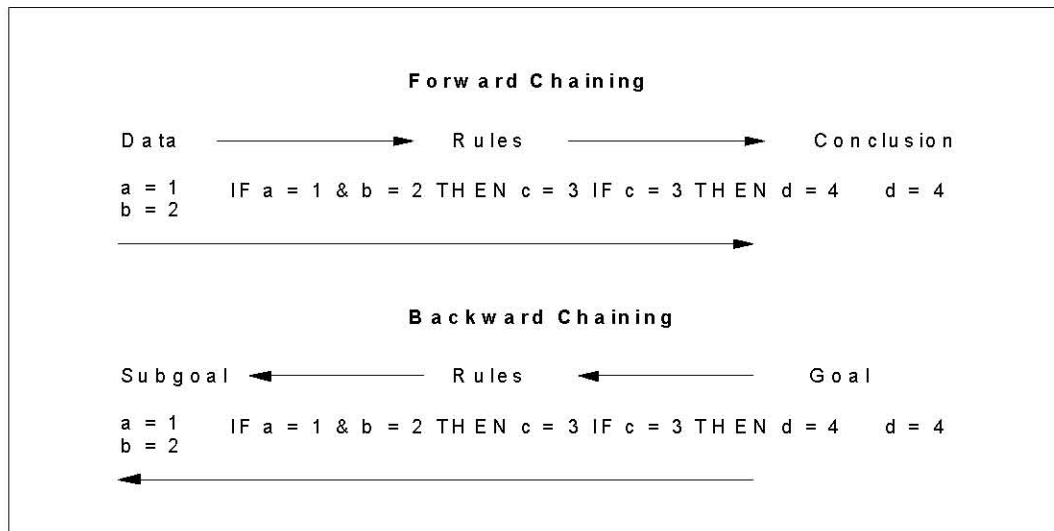 Forward Chaining
Data Rules Conclusion
a = 1 IF a = 1 & b = 2 THEN c = 3 IF c = 3 THEN d = 4 d = 4
b = 2
Backward Chaining
Subgoal Rules Goal
a = 1 IF a = 1 & b = 2 THEN c = 3 IF c = 3 THEN d = 4 d = 4
b = 2